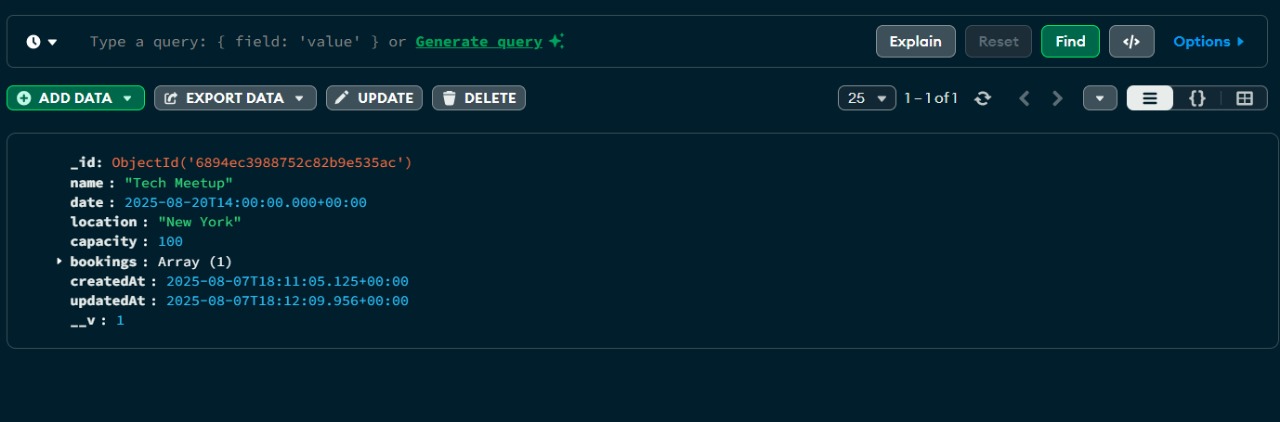 Type a query: { field: 'value' } or Generate query
Explain
Reset
Find
</>
Options
ADD DATA
EXPORT DATA
UPDATE
DELETE
25
1 – 1 of 1
{}
_id: ObjectId('6894ec3988752c82b9e535ac')
name : "Tech Meetup"
date : 2025-08-20T14:00:00.000+00:00
location : "New York"
capacity : 100
bookings : Array (1)
createdAt : 2025-08-07T18:11:05.125+00:00
updatedAt : 2025-08-07T18:12:09.956+00:00
__v : 1